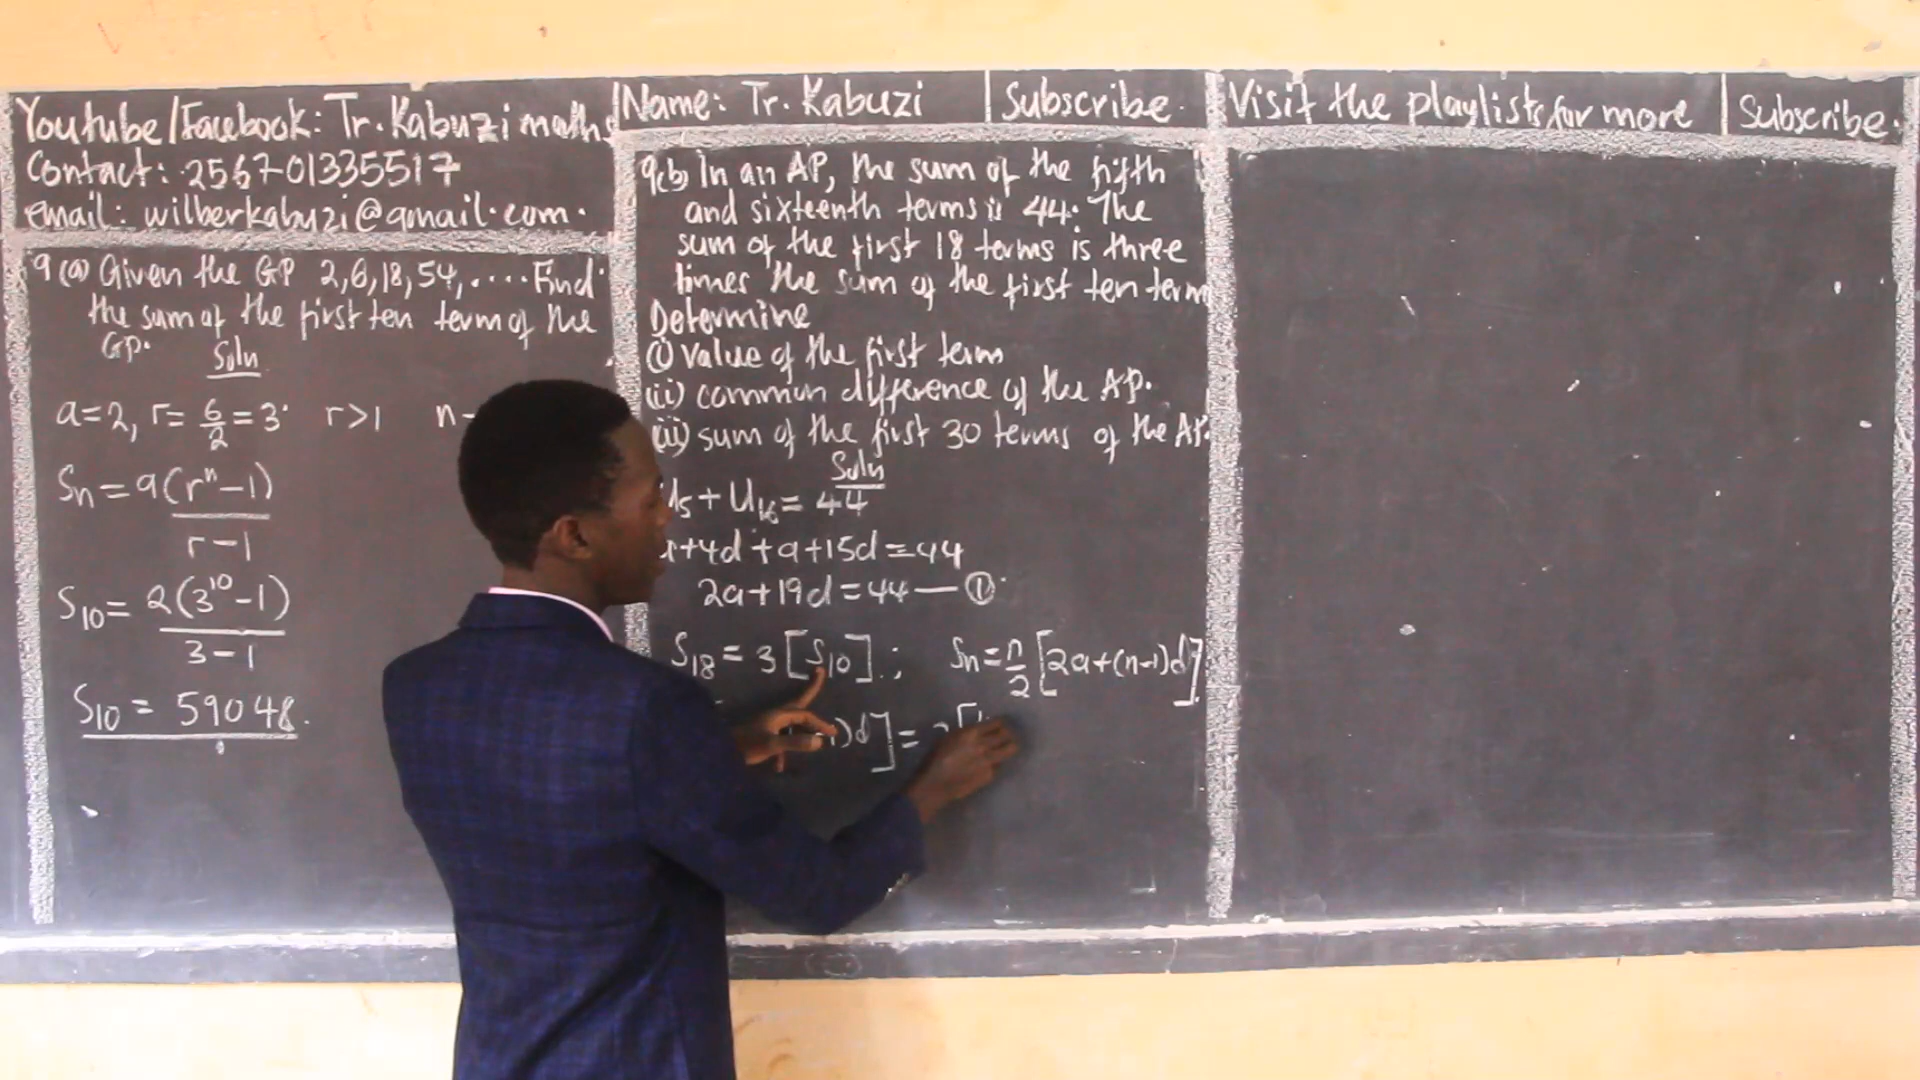 Youtube/Facebook: Tr. Kabuzi maths
Contact: 256701335517
email: wilberkabuzi@gmail.com.
9(a) Given the GP 2,6,18,54,.... Find
the sum of the first ten term of the
GP.
Soln
a=2, r= 6/2 =3. r>1 n-
Sn = a(r^n - 1) / r-1
S10 = 2(3^10 - 1) / 3-1
S10 = 59048.
Name: Tr. Kabuzi | Subscribe.
9(b) In an AP, the sum of the fifth
and sixteenth terms is 44. The
sum of the first 18 terms is three
times the sum of the first ten term
Determine
(i) value of the first term
(ii) common difference of the AP.
(iii) sum of the first 30 terms of the AP.
Soln
5 + U16 = 44
+4d + a+15d = 44
2a+19d = 44 — ①
S18 = 3[S10]; Sn = n/2 [2a+(n-1)d]
)d] =
Visit the playlists for more | Subscribe.